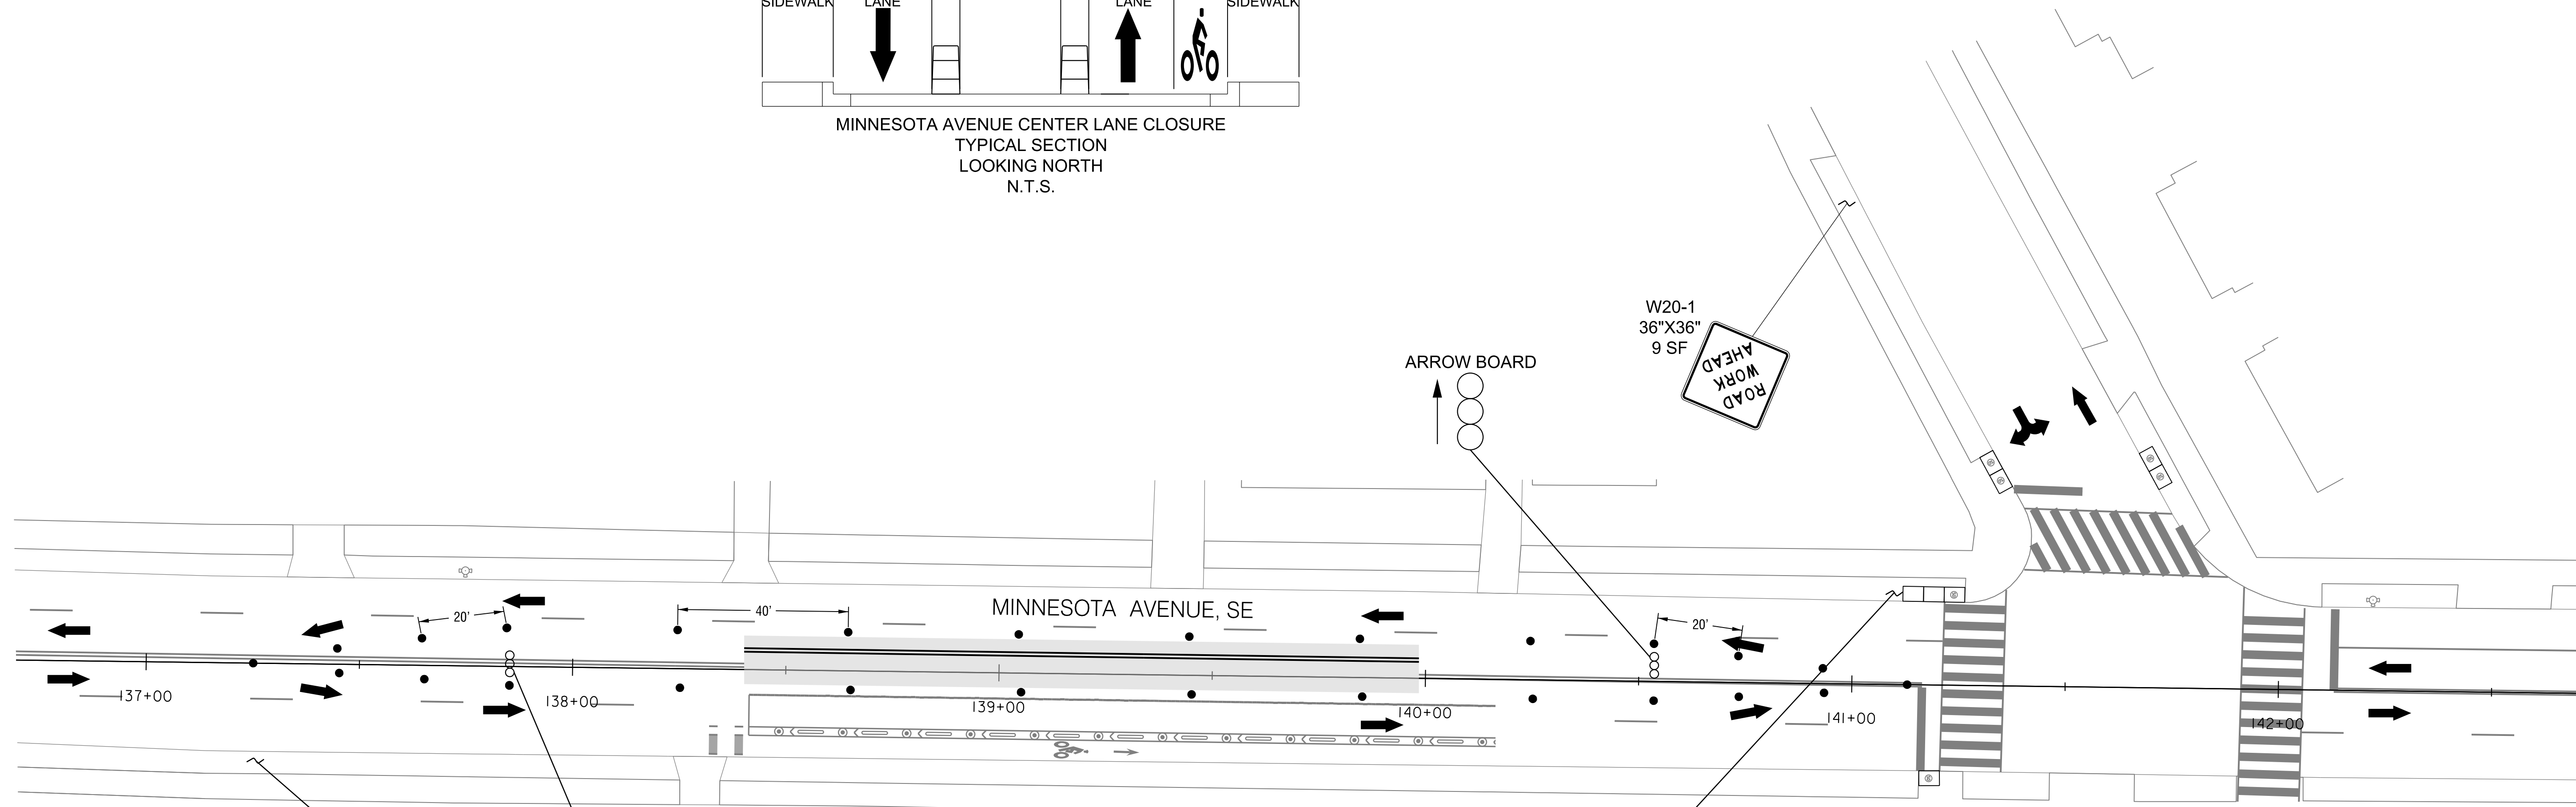 SIDEWALK LANE LANE SIDEWALK
MINNESOTA AVENUE CENTER LANE CLOSURE
TYPICAL SECTION
LOOKING NORTH
N.T.S.
W20-1
36"X36"
9 SF
ROAD
WORK
AHEAD
ARROW BOARD
20'
40'
MINNESOTA AVENUE, SE
20'
137+00
138+00
139+00
140+00
141+00
142+00